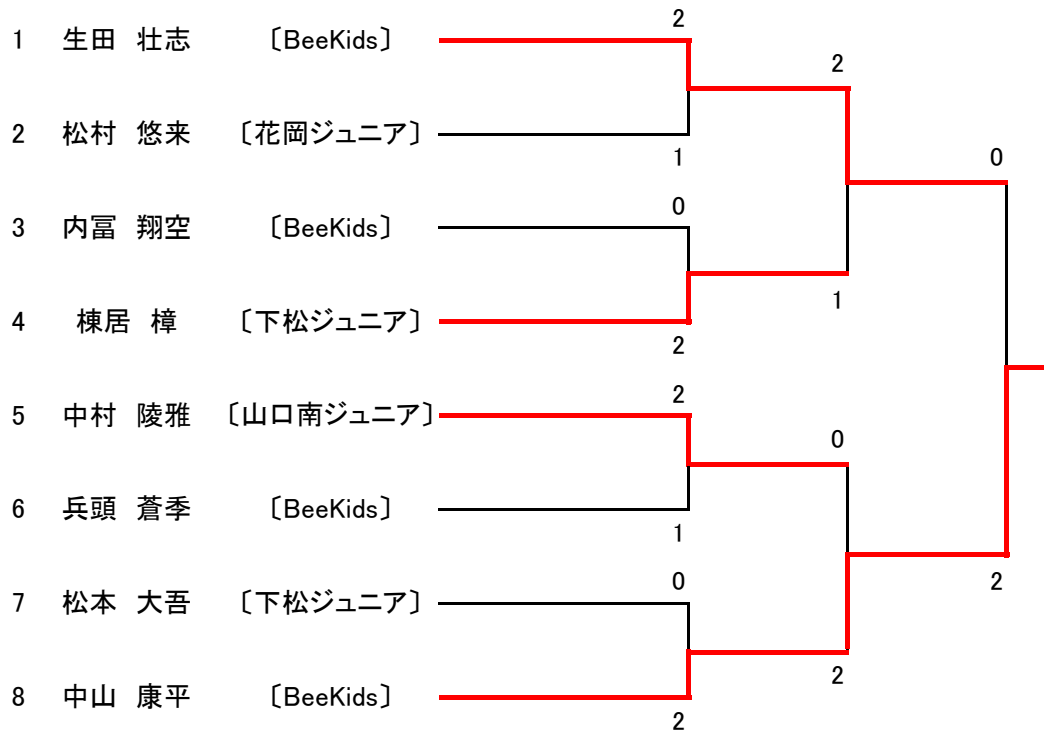 2
1 生田 壮志 〔BeeKids〕
2
2 松村 悠来 〔花岡ジュニア〕
1
0
0
3 内冨 翔空 〔BeeKids〕
1
4 棟居 樟 〔下松ジュニア〕
2
2
5 中村 陵雅 〔山口南ジュニア〕
0
6 兵頭 蒼季 〔BeeKids〕
1
0
2
7 松本 大吾 〔下松ジュニア〕
2
8 中山 康平 〔BeeKids〕
2